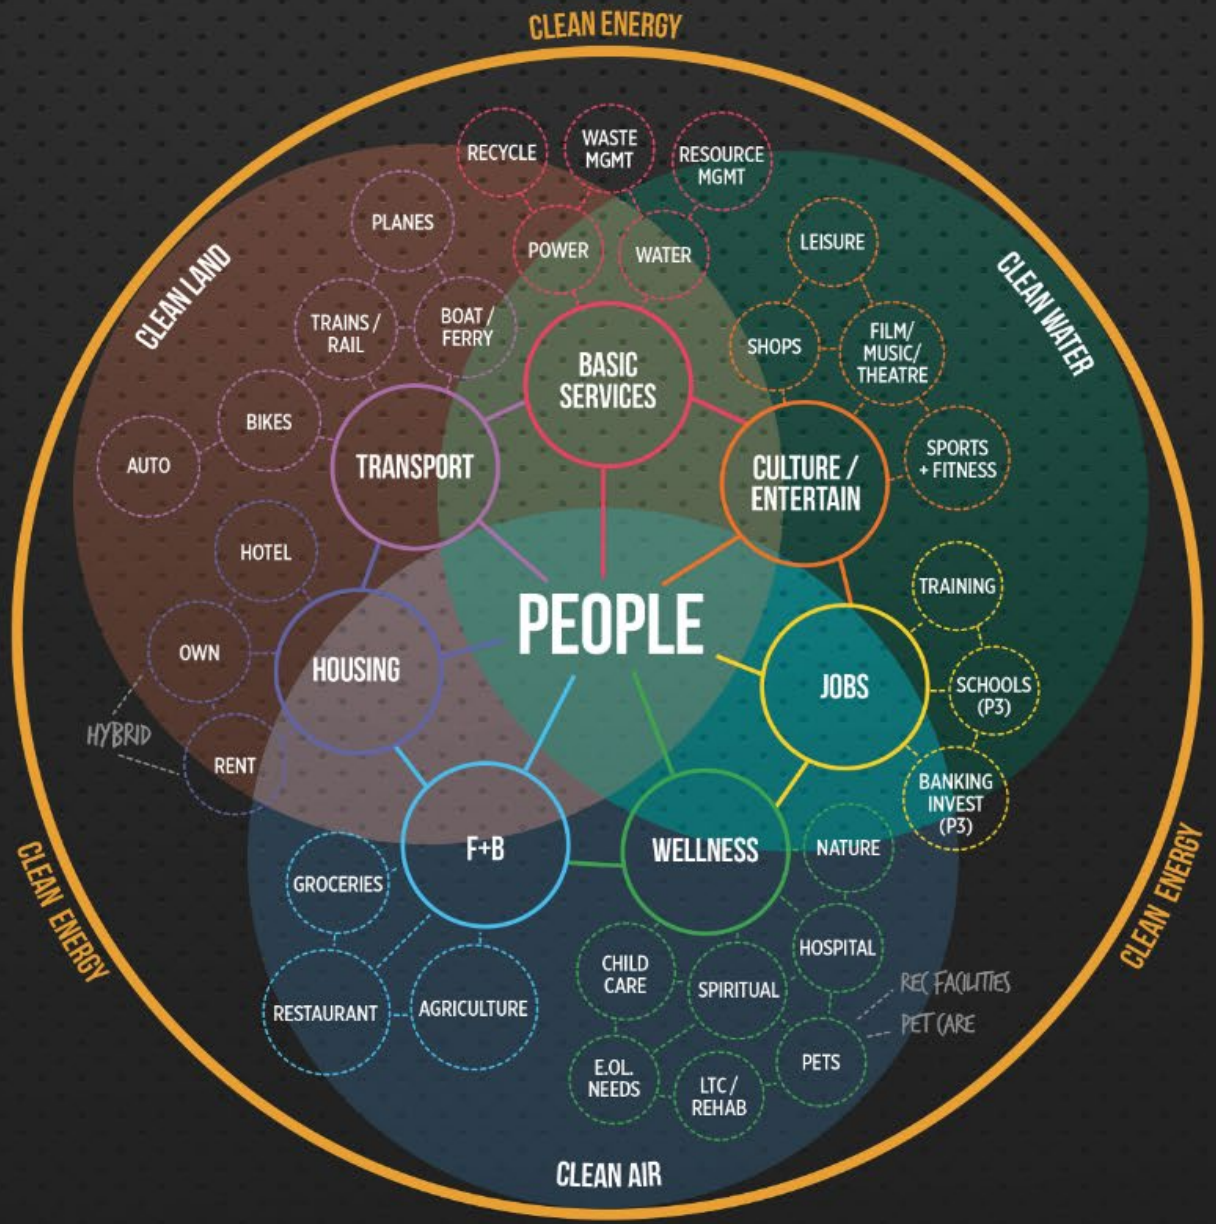 CLEAN ENERGY
RECYCLE
WASTE
MGMT
RESOURCE
MGMT
PLANES
POWER
WATER
LEISURE
CLEAN LAND
CLEAN WATER
TRAINS /
RAIL
BOAT /
FERRY
BASIC
SERVICES
SHOPS
FILM/
MUSIC/
THEATRE
BIKES
AUTO
TRANSPORT
CULTURE /
ENTERTAIN
SPORTS
+ FITNESS
HOTEL
TRAINING
OWN
PEOPLE
HOUSING
JOBS
SCHOOLS
(P3)
HYBRID
RENT
BANKING
INVEST
(P3)
F+B
WELLNESS
NATURE
GROCERIES
CLEAN ENERGY
CLEAN ENERGY
HOSPITAL
CHILD
CARE
SPIRITUAL
REC FACILITIES
RESTAURANT
AGRICULTURE
PET CARE
PETS
E.OL.
NEEDS
LTC /
REHAB
CLEAN AIR